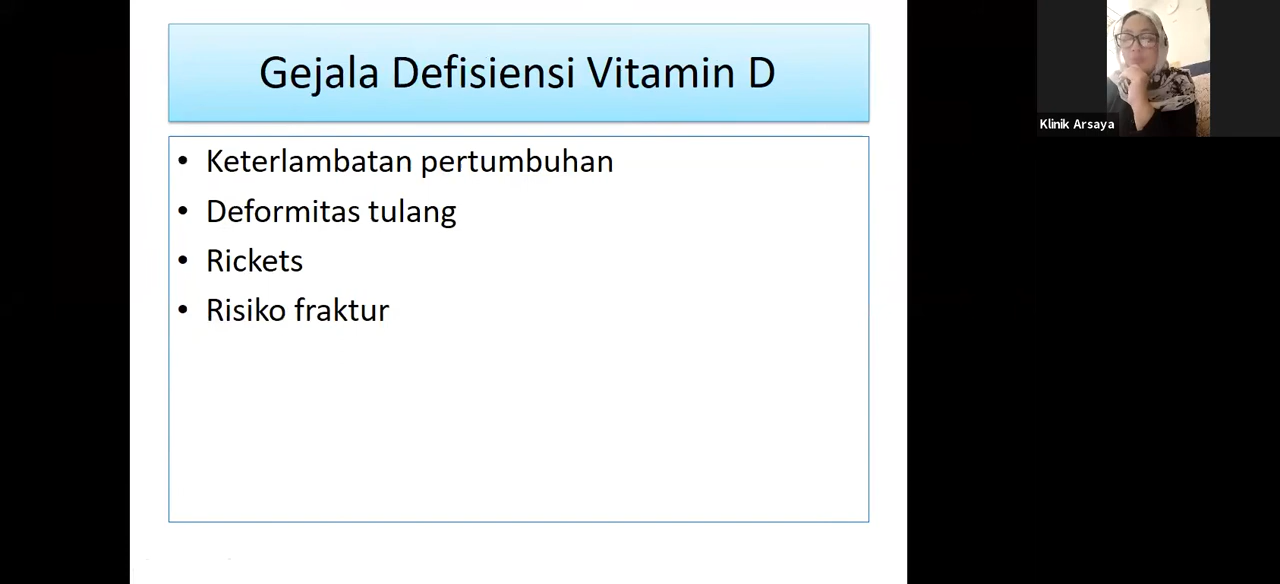 Gejala Defisiensi Vitamin D
• Keterlambatan pertumbuhan
• Deformitas tulang
• Rickets
• Risiko fraktur
Klinik Arsaya